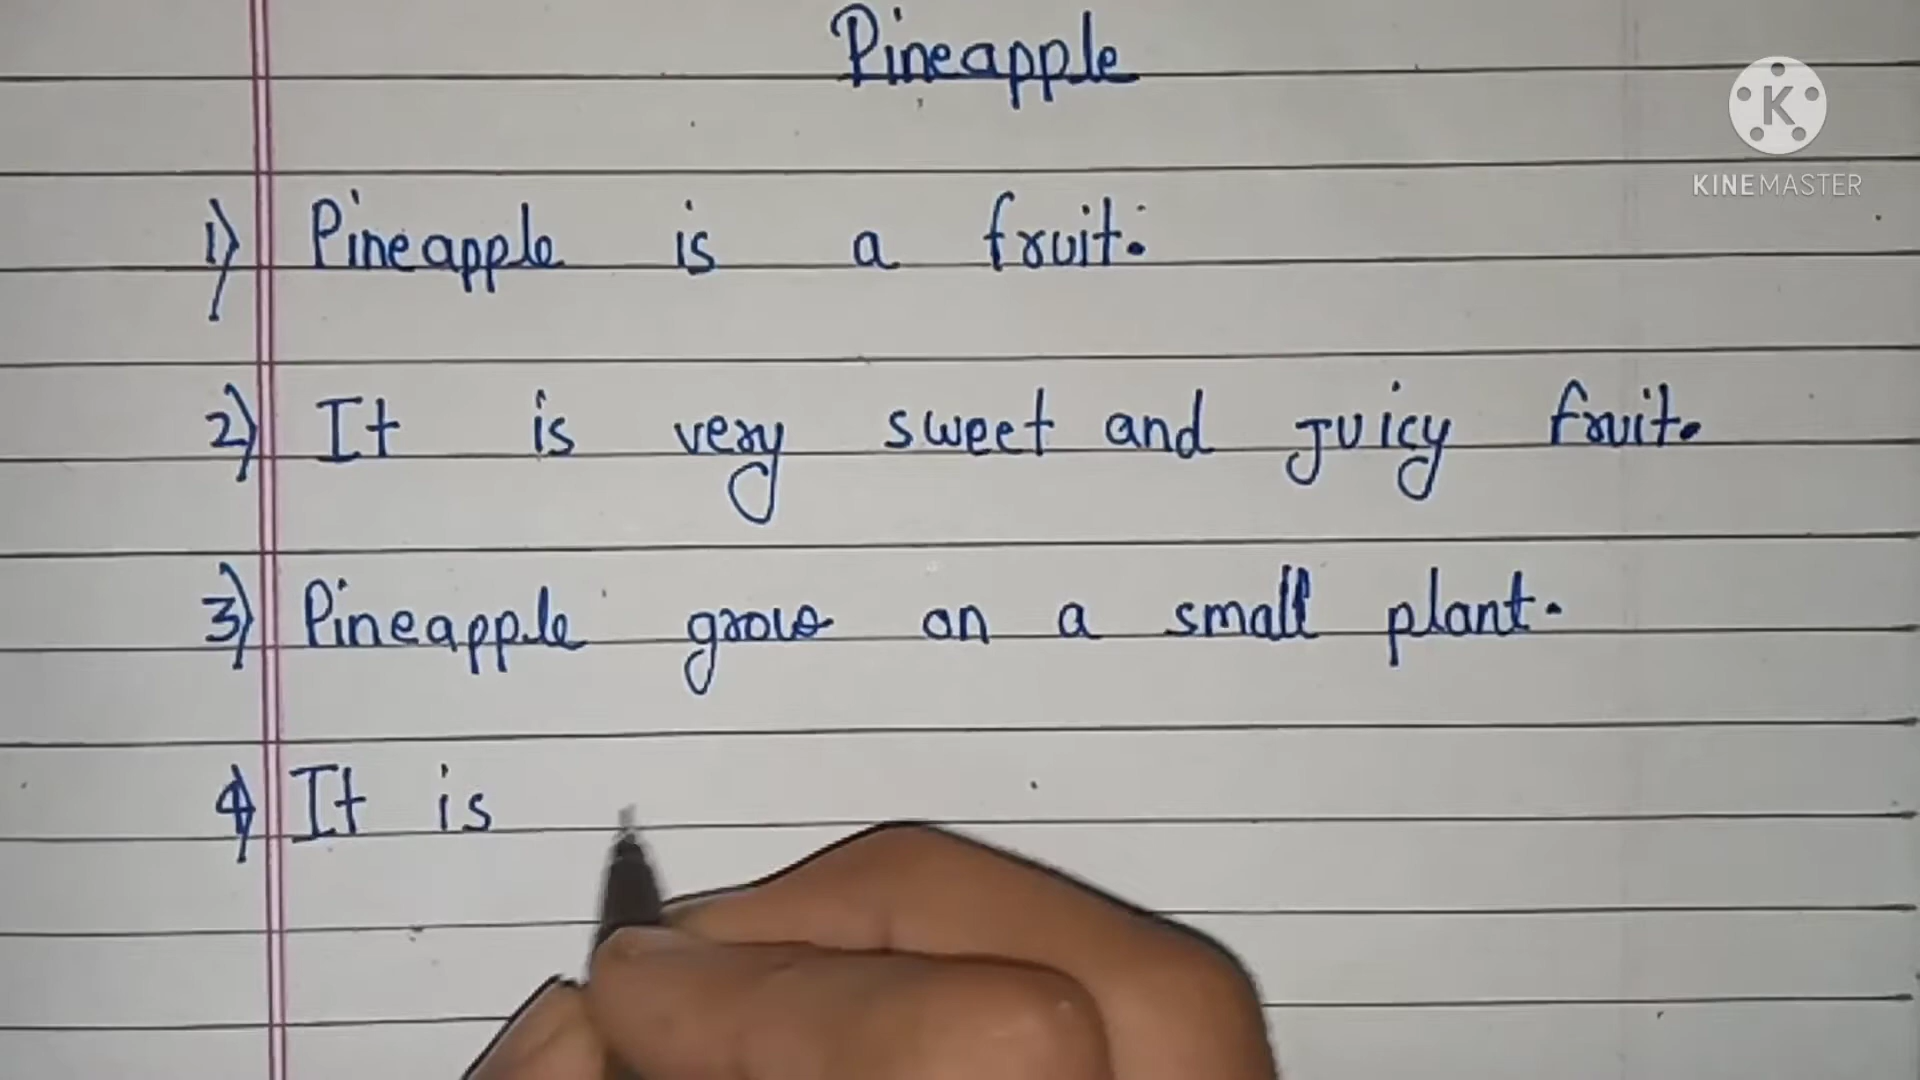 Pineapple
K
KINEMASTER
1) Pineapple is a fruit.
2) It is very sweet and juicy fruit.
3) Pineapple grow on a small plant.
4) It is